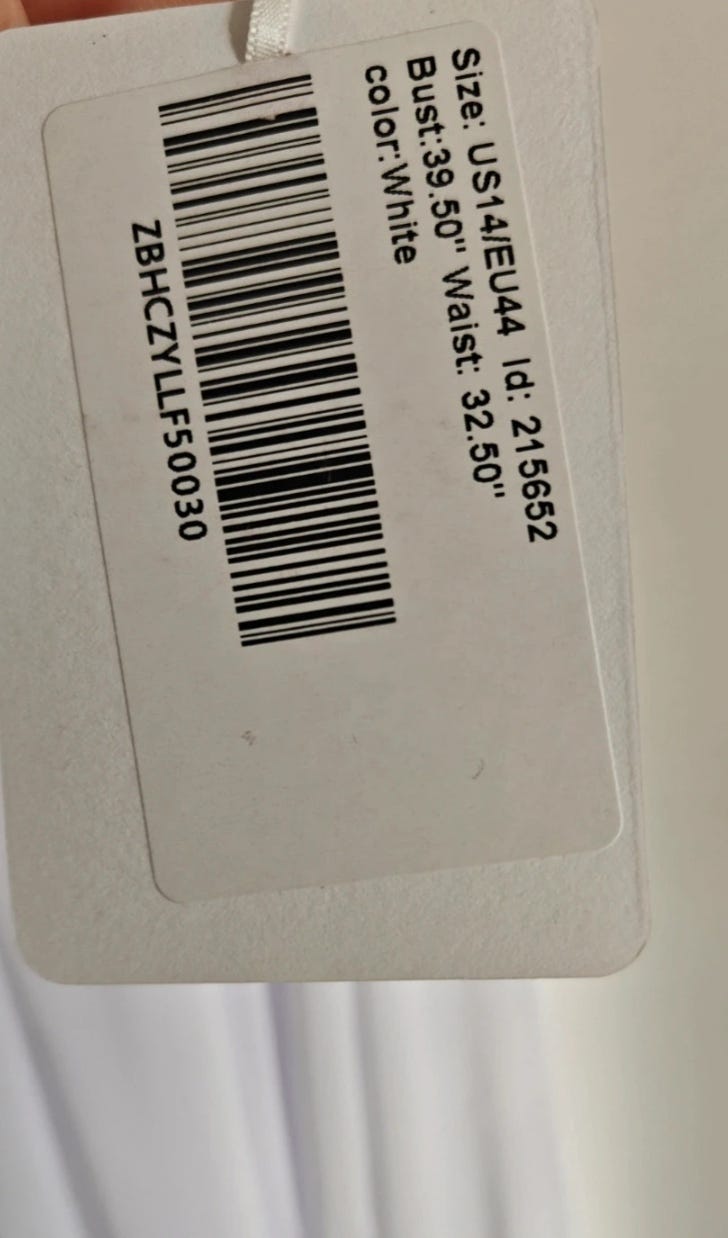 Size: US14/EU44 Id: 215652
Bust:39.50" Waist: 32.50"
color:White
ZBHCZYLLF50030